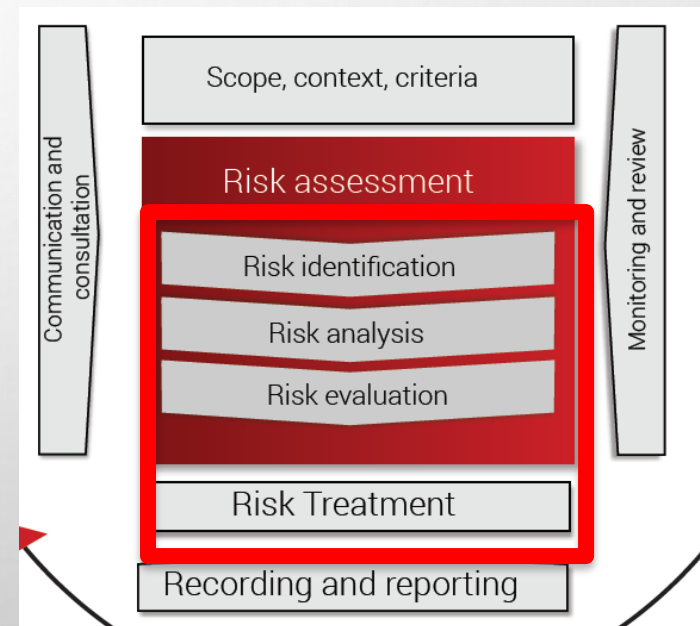 Scope, context, criteria
Communication and
consultation
Risk assessment
Risk identification
Risk analysis
Risk evaluation
Monitoring and review
Risk Treatment
Recording and reporting